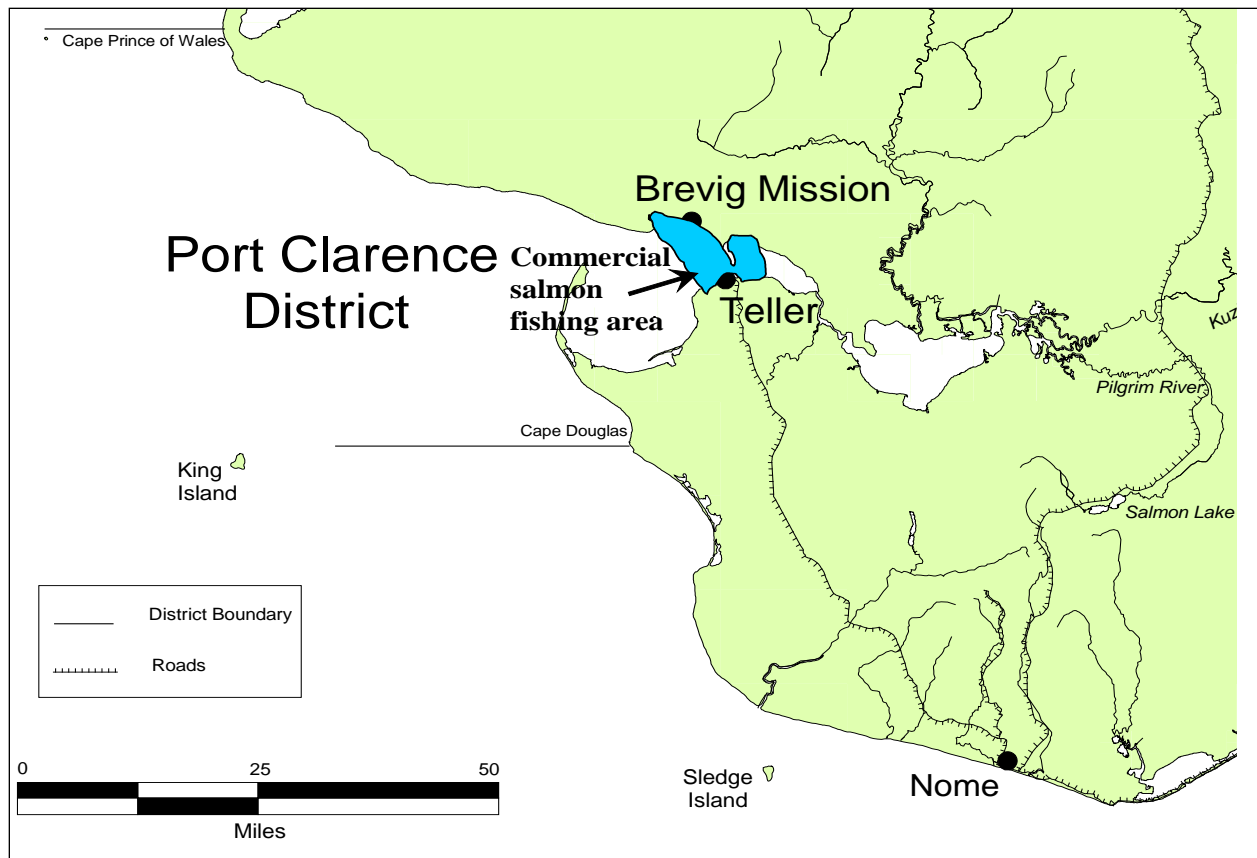 Cape Prince of Wales
Brevig Mission
Port Clarence
District
Commercial
salmon
fishing area
Teller
Kuz
Pilgrim River
Cape Douglas
King
Island
Salmon Lake
District Boundary
Roads
0 25 50
Miles
Sledge
Island
Nome